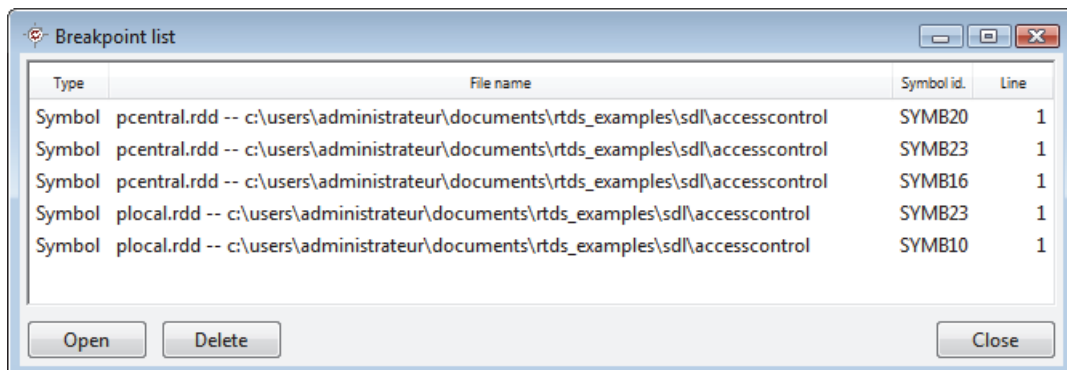 Breakpoint list
Type File name Symbol id. Line
Symbol pcentral.rdd -- c:\users\administrateur\documents\rtds_examples\sdl\accesscontrol SYMB20 1
Symbol pcentral.rdd -- c:\users\administrateur\documents\rtds_examples\sdl\accesscontrol SYMB23 1
Symbol pcentral.rdd -- c:\users\administrateur\documents\rtds_examples\sdl\accesscontrol SYMB16 1
Symbol plocal.rdd -- c:\users\administrateur\documents\rtds_examples\sdl\accesscontrol SYMB23 1
Symbol plocal.rdd -- c:\users\administrateur\documents\rtds_examples\sdl\accesscontrol SYMB10 1
Open Delete Close